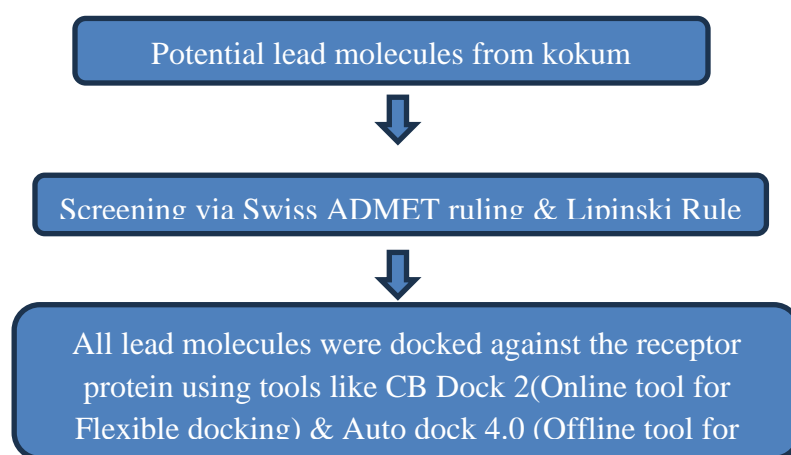 Potential lead molecules from kokum
Screening via Swiss ADMET ruling & Lipinski Rule
All lead molecules were docked against the receptor
protein using tools like CB Dock 2(Online tool for
Flexible docking) & Auto dock 4.0 (Offline tool for